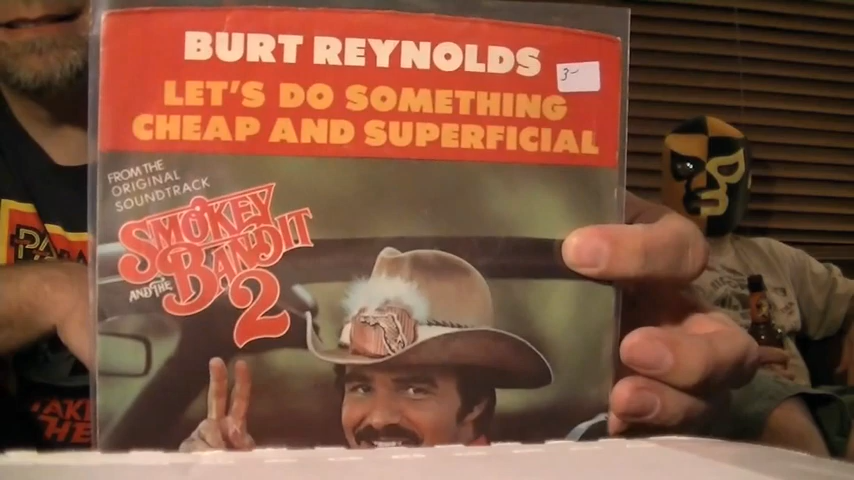 BURT REYNOLDS
3-
LET'S DO SOMETHING
CHEAP AND SUPERFICIAL
FROM THE
ORIGINAL
SOUNDTRACK
SMOKEY
AND THE BANDIT
2